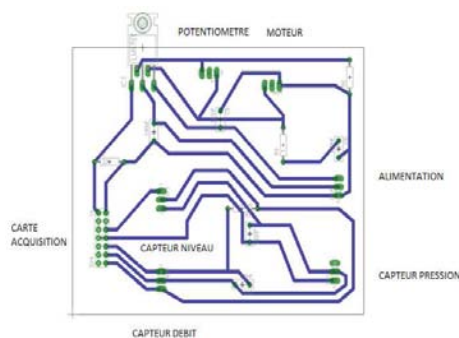 POTENTIOMETRE MOTEUR
ALIMENTATION
CARTE
ACQUISITION
CAPTEUR NIVEAU
CAPTEUR PRESSION
CAPTEUR DEBIT